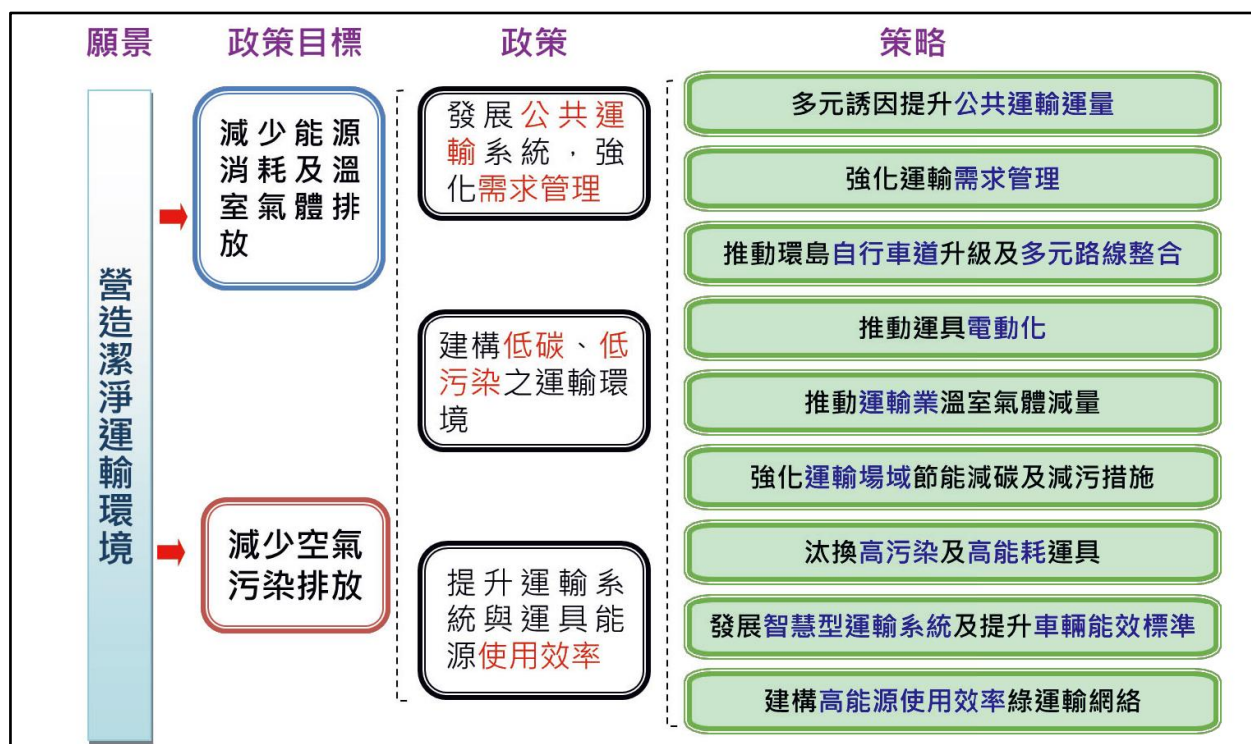 願景
政策目標
政策
策略
營造潔淨運輸環境
減少能源
消耗及溫
室氣體排
放
減少空氣
污染排放
發展公共運
輸系統，強
化需求管理
建構低碳、低
污染之運輸環
境
提升運輸系
統與運具能
源使用效率
多元誘因提升公共運輸運量
強化運輸需求管理
推動環島自行車道升級及多元路線整合
推動運具電動化
推動運輸業溫室氣體減量
強化運輸場域節能減碳及減污措施
汰換高污染及高能耗運具
發展智慧型運輸系統及提升車輛能效標準
建構高能源使用效率綠運輸網絡